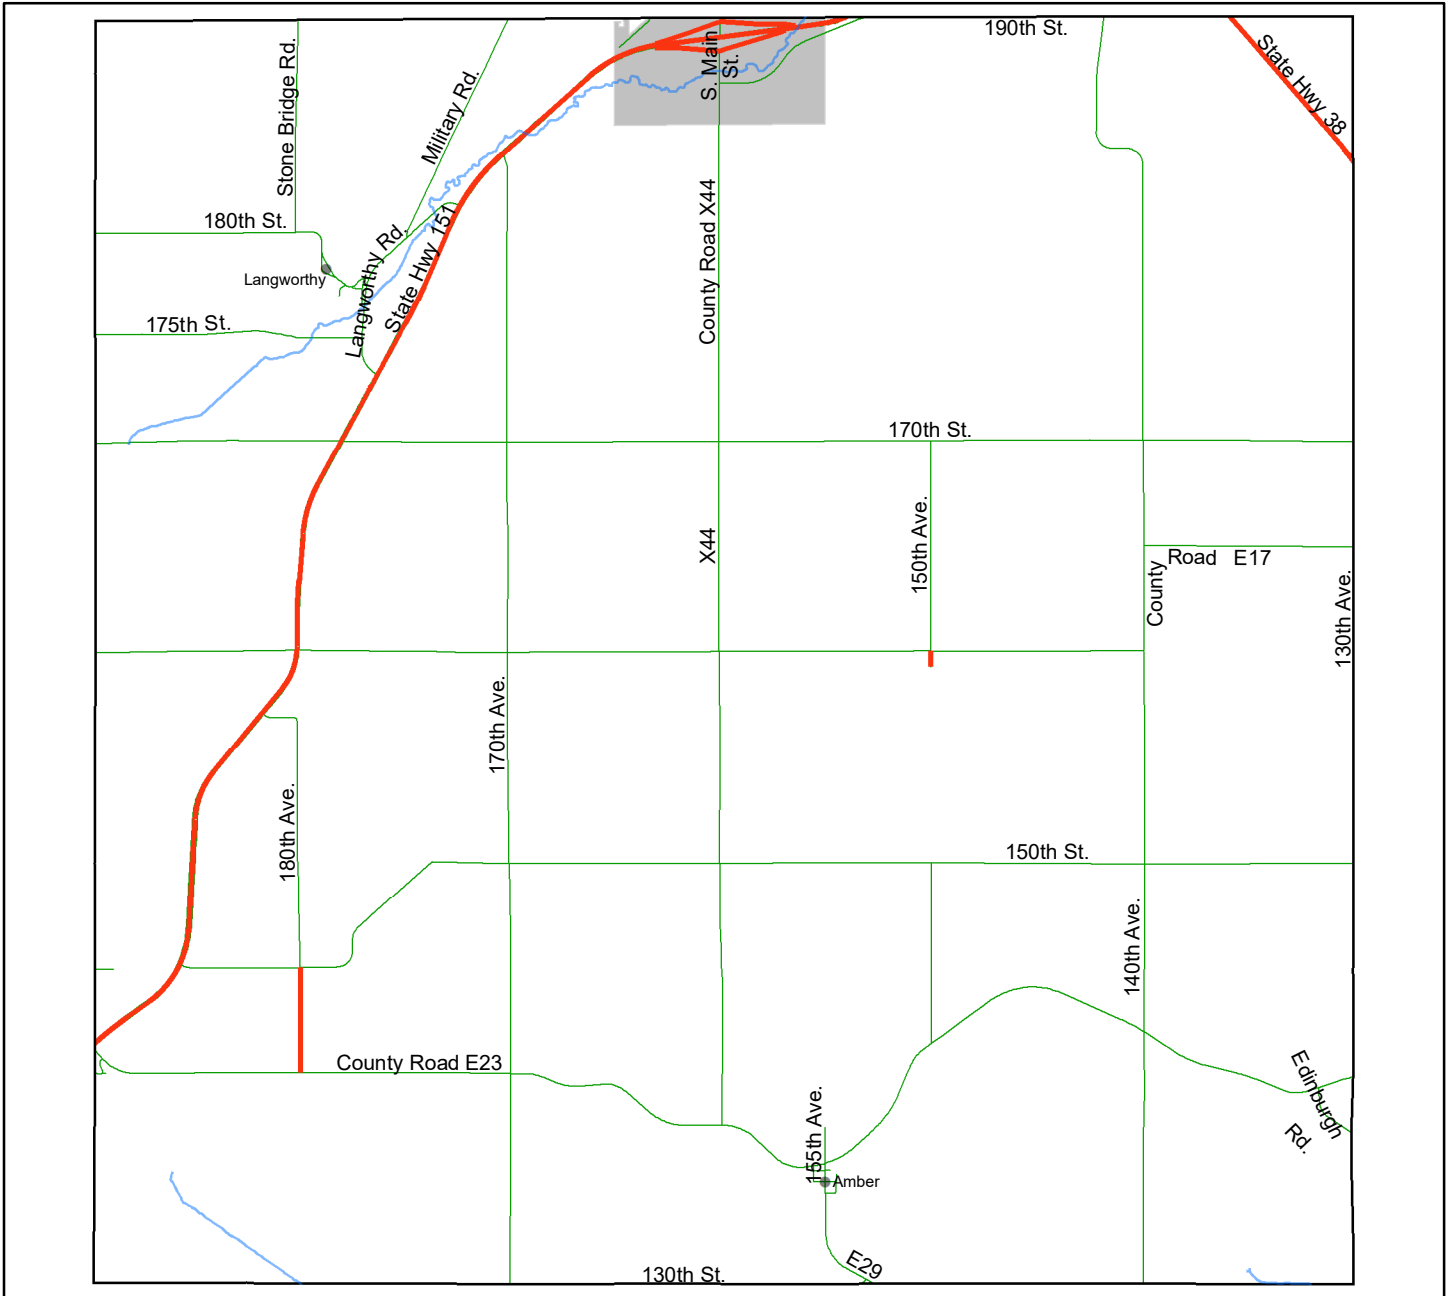 190th St.
State Hwy 38
S. Main
St.
Stone Bridge Rd.
Military Rd.
180th St.
Langworthy
Langworthy Rd.
State Hwy 151
County Road X44
175th St.
170th St.
X44
150th Ave.
Road E17
County
130th Ave.
170th Ave.
180th Ave.
150th St.
140th Ave.
County Road E23
Edinburgh
Rd.
155th Ave.
Amber
E29
130th St.